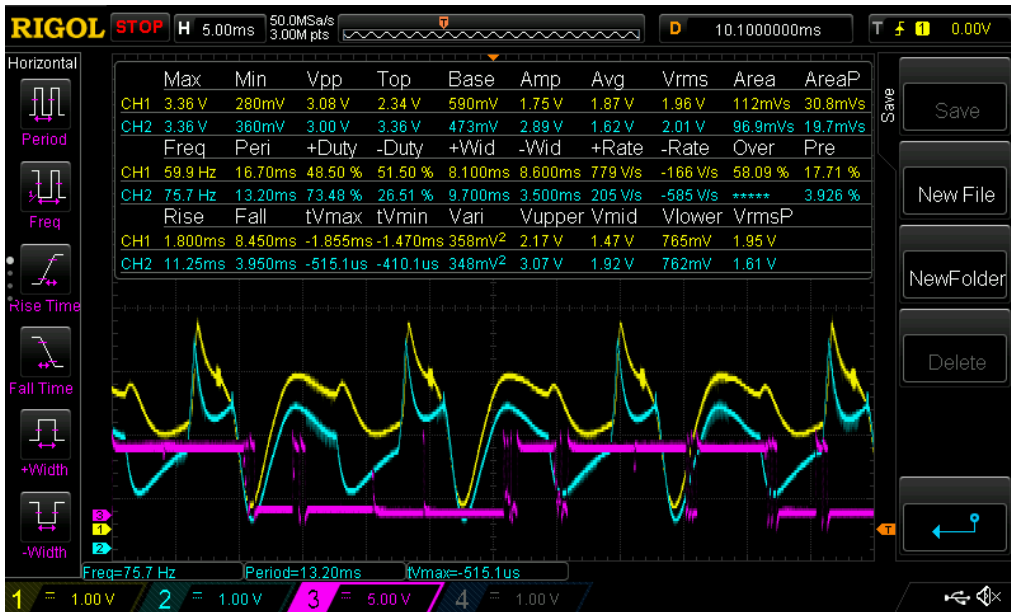 RIGOL STOP H 5.00ms 50.0MSa/s 3.00M pts D 10.1000000ms T 1 0.00V
Horizontal
Period
Freq
Rise Time
Fall Time
+Width
-Width
Max Min Vpp Top Base Amp Avg Vrms Area AreaP
CH1 3.36 V 280mV 3.08 V 2.34 V 590mV 1.75 V 1.87 V 1.96 V 112mVs 30.8mVs
CH2 3.36 V 360mV 3.00 V 3.36 V 473mV 2.89 V 1.62 V 2.01 V 96.9mVs 19.7mVs
Freq Peri +Duty -Duty +Wid -Wid +Rate -Rate Over Pre
CH1 59.9 Hz 16.70ms 48.50 % 51.50 % 8.100ms 8.600ms 779 V/s -166 V/s 58.09 % 17.71 %
CH2 75.7 Hz 13.20ms 73.48 % 26.51 % 9.700ms 3.500ms 205 V/s -585 V/s ***** 3.926 %
Rise Fall tVmax tVmin Vari Vupper Vmid Vlower VrmsP
CH1 1.800ms 8.450ms -1.855ms -1.470ms 358mV² 2.17 V 1.47 V 765mV 1.95 V
CH2 11.25ms 3.950ms -515.1us -410.1us 348mV² 3.07 V 1.92 V 762mV 1.61 V
Save
Save
New File
NewFolder
Delete
T
3
1
2
T
Freq=75.7 Hz Period=13.20ms tVmax=-515.1us
1 = 1.00 V 2 = 1.00 V 3 = 5.00 V 4 = 1.00 V